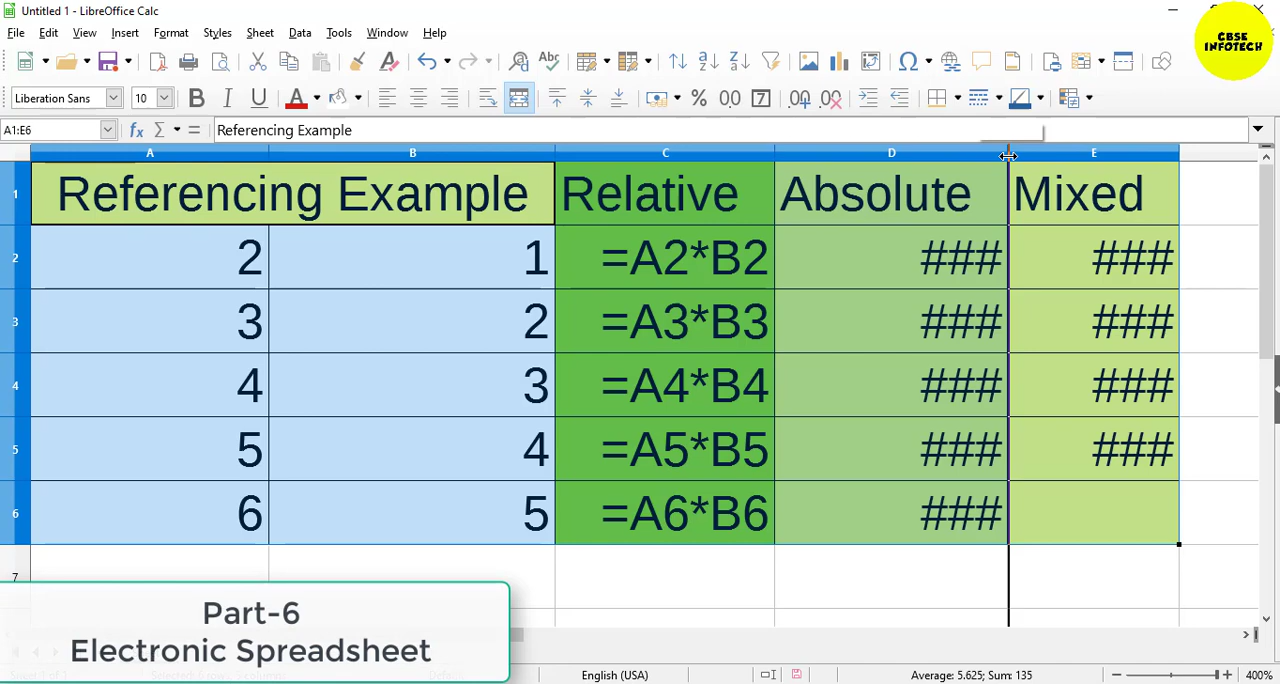 Untitled 1 - LibreOffice Calc
CBSE
INFOTECH
File Edit View Insert Format Styles Sheet Data Tools Window Help
Liberation Sans 10
A1:E6 Referencing Example
A B C D E
1 Referencing Example Relative Absolute Mixed
2 2 1 =A2*B2 ### ###
3 3 2 =A3*B3 ### ###
4 4 3 =A4*B4 ### ###
5 5 4 =A5*B5 ### ###
6 6 5 =A6*B6 ###
7
Part-6
Electronic Spreadsheet
English (USA) Average: 5.625; Sum: 135 400%